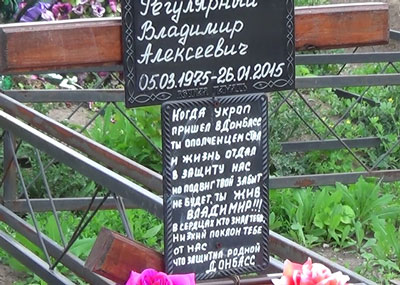 Регулярный
Владимир
Алексеевич
05.03.1975-26.01.2015
Когда укроп
пришел в Донбасс
ты ополченцем стал
и жизнь отдал
в защиту нас
но подвиг твой забыт
не будет, ты жив
Владимир!!!
в сердцах кто знал тебя,
низкий поклон тебе
от нас
что защитил родной
Донбасс